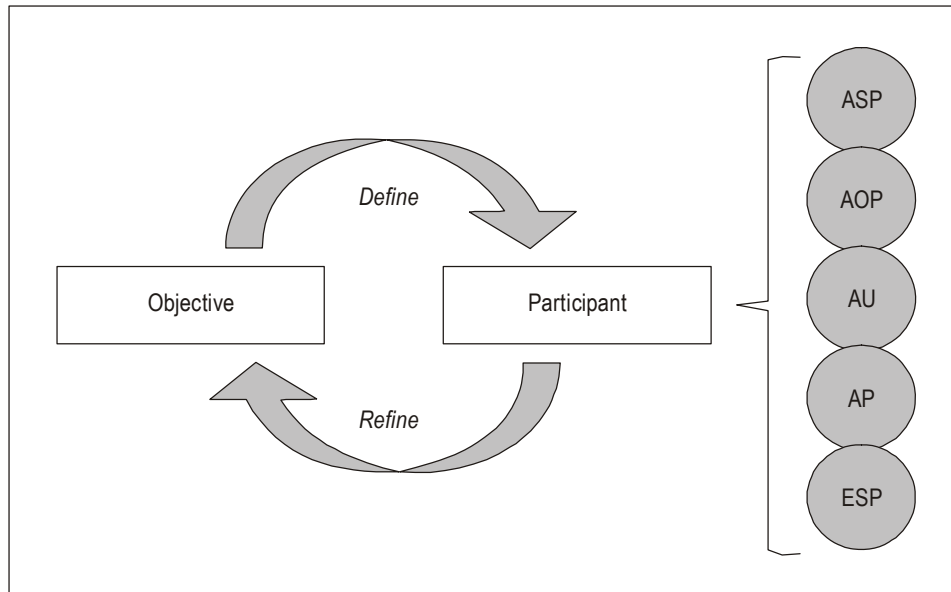 Define
Objective
Participant
Refine
ASP
AOP
AU
AP
ESP